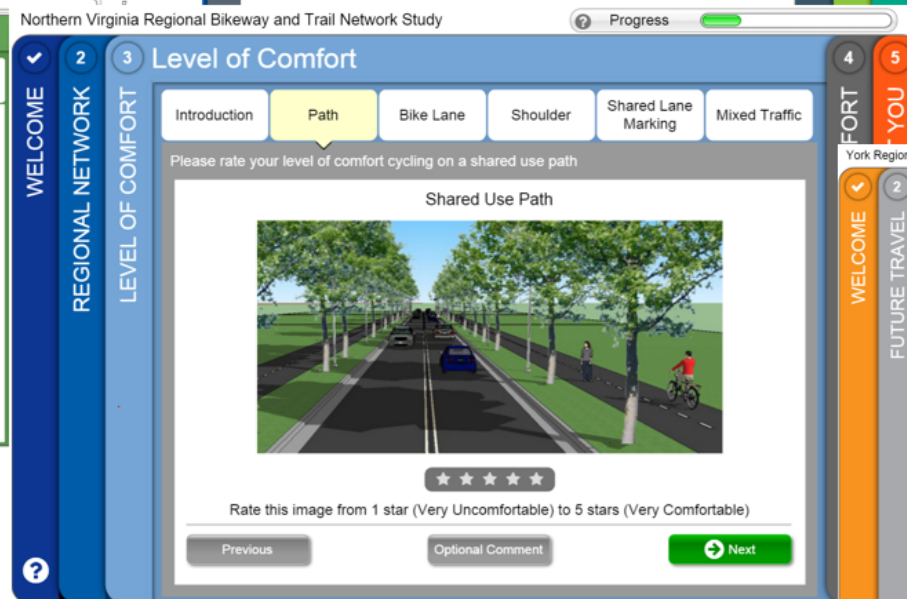 Northern Virginia Regional Bikeway and Trail Network Study
? Progress
WELCOME
2
REGIONAL NETWORK
3
LEVEL OF COMFORT
Level of Comfort
Introduction
Path
Bike Lane
Shoulder
Shared Lane
Marking
Mixed Traffic
Please rate your level of comfort cycling on a shared use path
Shared Use Path
Rate this image from 1 star (Very Uncomfortable) to 5 stars (Very Comfortable)
Previous
Optional Comment
Next
?
4
FORT
5
YOU
York Region
WELCOME
2
FUTURE TRAVEL